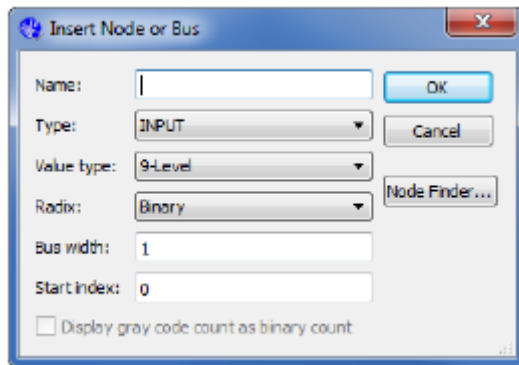 Insert Node or Bus
Name:
OK
Type: INPUT
Cancel
Value type: 9-Level
Node Finder...
Radix: Binary
Bus width: 1
Start index: 0
Display gray code count as binary count